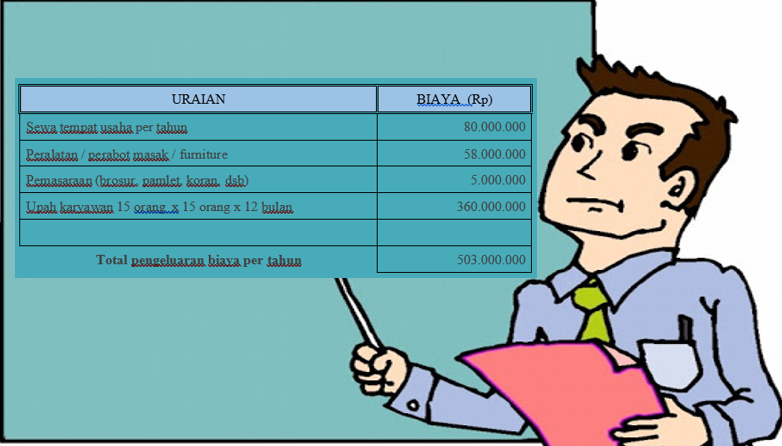 URAIAN BIAYA (Rp)
Sewa tempat usaha per tahun 80.000.000
Peralatan / perabot masak / furniture 58.000.000
Pemasaraan (brosur, pamlet, koran, dsb) 5.000.000
Upah karyawan 15 orang x 15 orang x 12 bulan 360.000.000
Total pengeluaran biaya per tahun 503.000.000